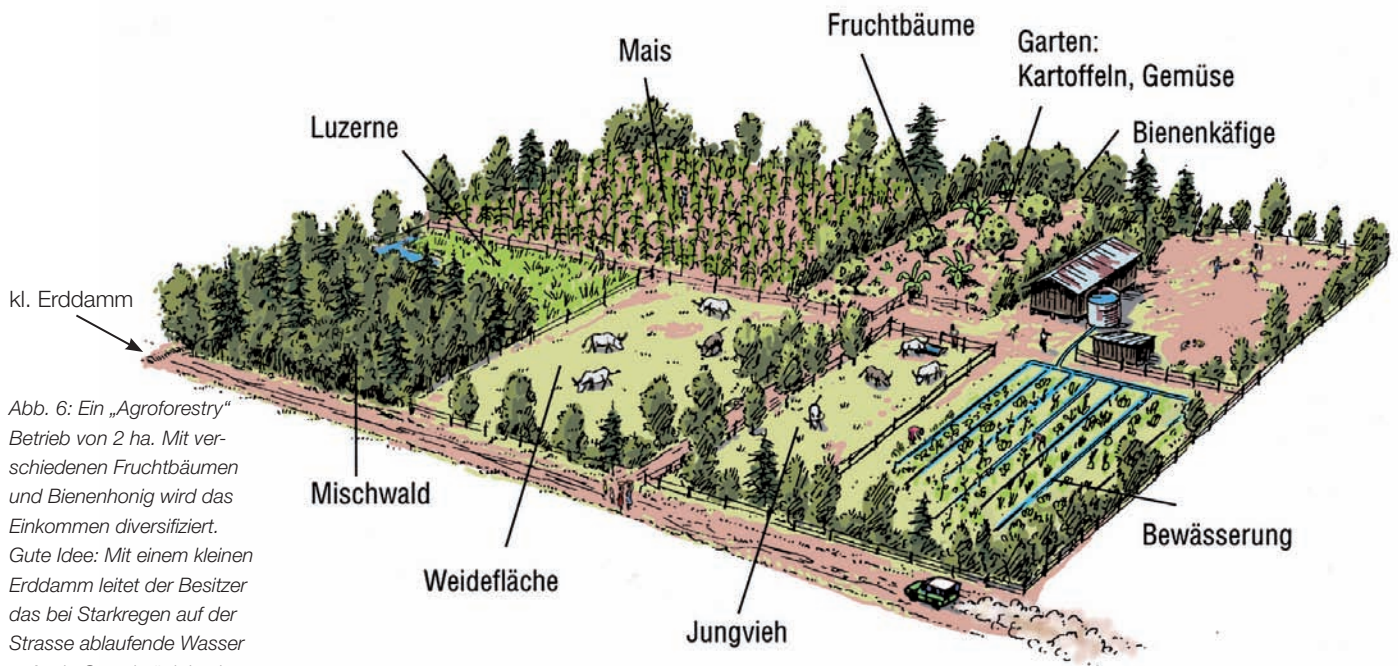 Fruchtbäume
Garten:
Kartoffeln, Gemüse
Mais
Bienenkäfige
Luzerne
kl. Erddamm
Abb. 6: Ein „Agroforestry“
Betrieb von 2 ha. Mit ver-
schiedenen Fruchtbäumen
und Bienenhonig wird das
Einkommen diversifiziert.
Gute Idee: Mit einem kleinen
Erddamm leitet der Besitzer
das bei Starkregen auf der
Strasse ablaufende Wasser
Mischwald
Weidefläche
Jungvieh
Bewässerung